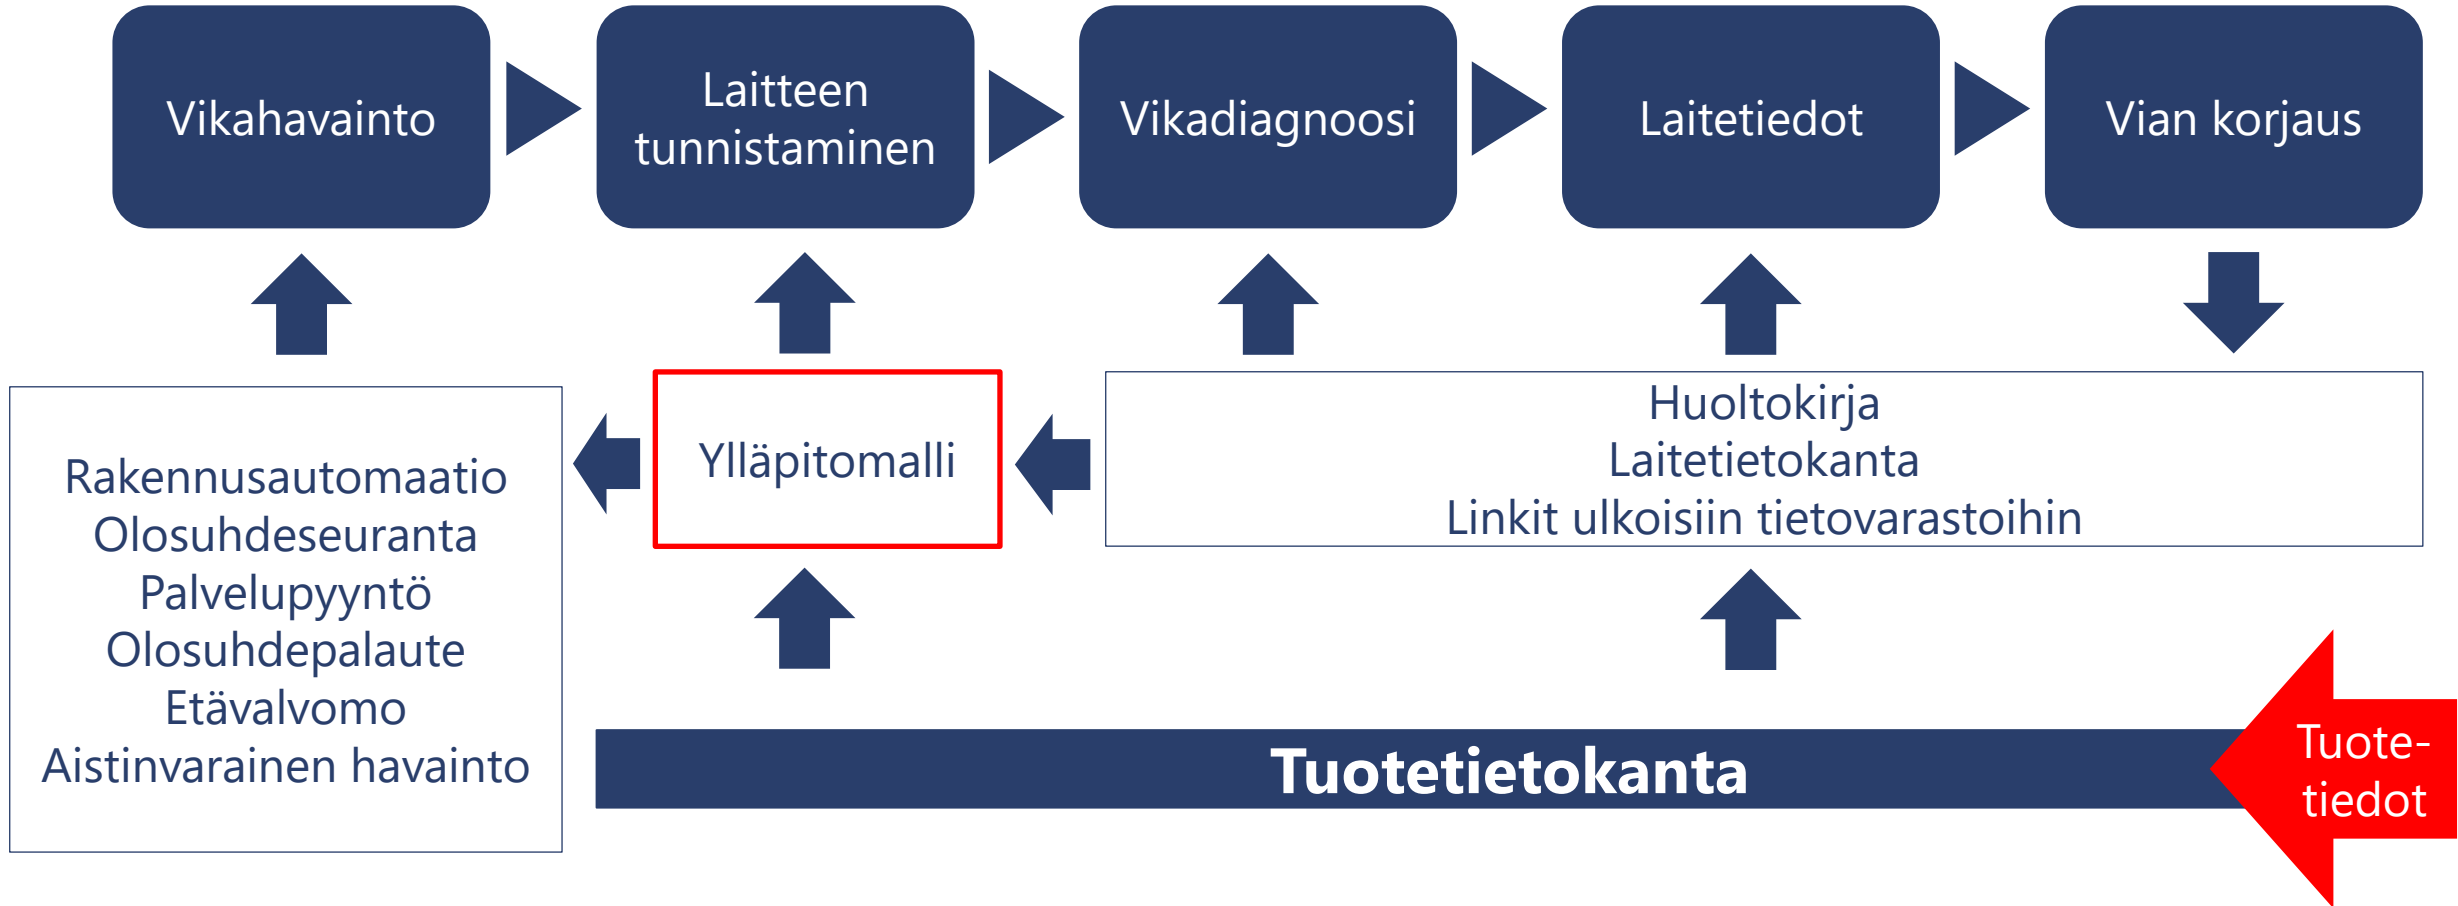 Vikahavainto
Laitteen
tunnistaminen
Vikadiagnoosi
Laitetiedot
Vian korjaus
Rakennusautomaatio
Olosuhdeseuranta
Palvelupyyntö
Olosuhdepalaute
Etävalvomo
Aistinvarainen havainto
Ylläpitomalli
Huoltokirja
Laitetietokanta
Linkit ulkoisiin tietovarastoihin
Tuotetietokanta
Tuote-
tiedot